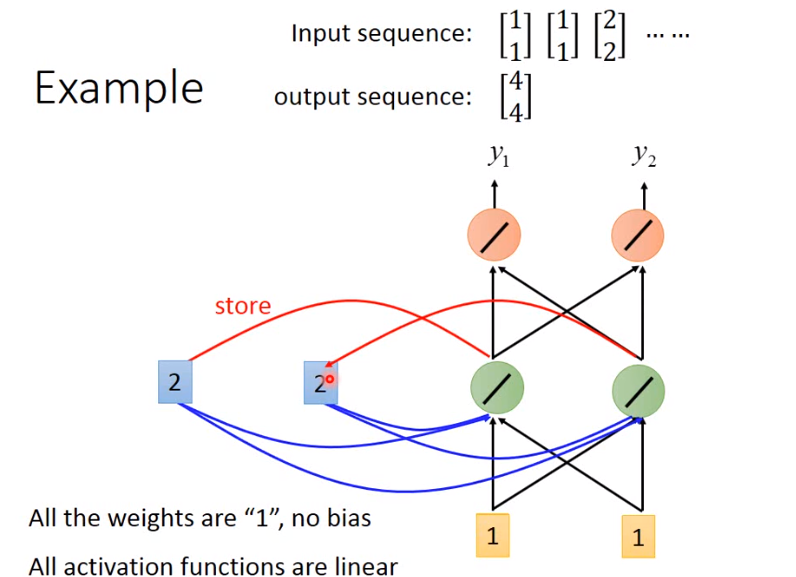 Example
Input sequence: [1 1] [1 1] [2 2] … …
output sequence: [4 4]
y₁ y₂
store
2 2
All the weights are “1”, no bias
1 1
All activation functions are linear